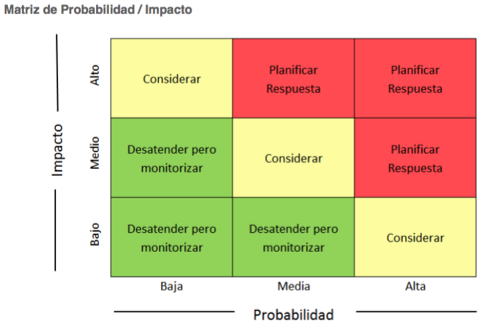 Matriz de Probabilidad / Impacto
Impacto
Alto
Considerar
Planificar
Respuesta
Planificar
Respuesta
Medio
Desatender pero
monitorizar
Considerar
Planificar
Respuesta
Bajo
Desatender pero
monitorizar
Desatender pero
monitorizar
Considerar
Baja
Media
Alta
Probabilidad